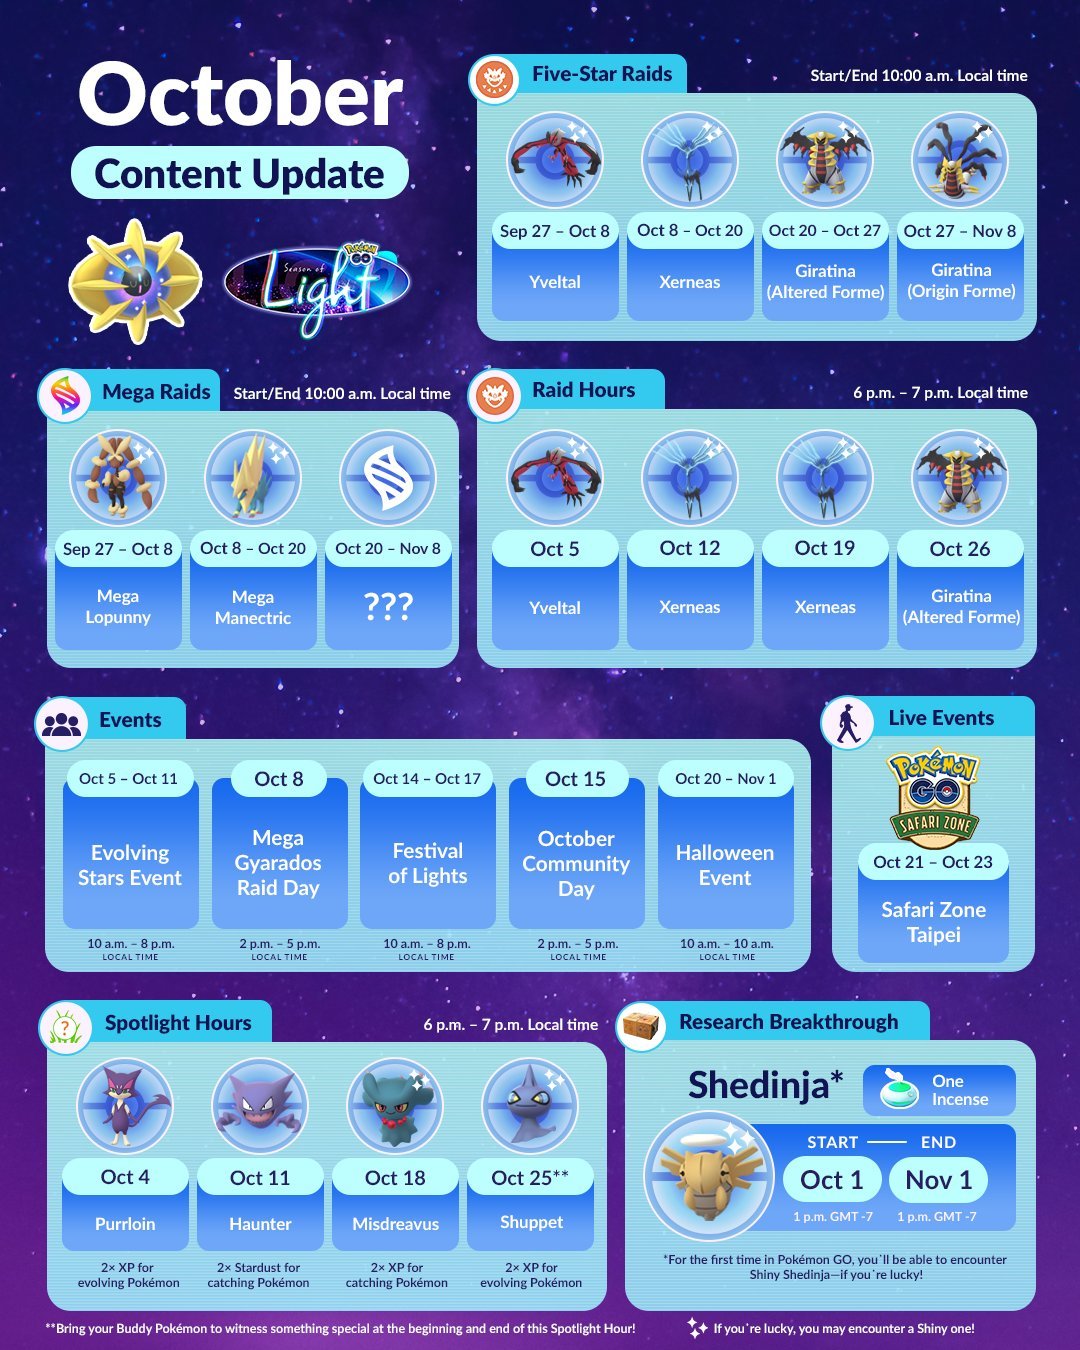 October
Content Update
Season of
Light
Pokémon
GO
Five-Star Raids
Start/End 10:00 a.m. Local time
Sep 27 – Oct 8
Yveltal
Oct 8 – Oct 20
Xerneas
Oct 20 – Oct 27
Giratina
(Altered Forme)
Oct 27 – Nov 8
Giratina
(Origin Forme)
Mega Raids
Start/End 10:00 a.m. Local time
Sep 27 – Oct 8
Mega
Lopunny
Oct 8 – Oct 20
Mega
Manectric
Oct 20 – Nov 8
???
Raid Hours
6 p.m. – 7 p.m. Local time
Oct 5
Yveltal
Oct 12
Xerneas
Oct 19
Xerneas
Oct 26
Giratina
(Altered Forme)
Events
Oct 5 – Oct 11
Evolving
Stars Event
10 a.m. – 8 p.m.
LOCAL TIME
Oct 8
Mega
Gyarados
Raid Day
2 p.m. – 5 p.m.
LOCAL TIME
Oct 14 – Oct 17
Festival
of Lights
10 a.m. – 8 p.m.
LOCAL TIME
Oct 15
October
Community
Day
2 p.m. – 5 p.m.
LOCAL TIME
Oct 20 – Nov 1
Halloween
Event
10 a.m. – 10 a.m.
LOCAL TIME
Live Events
Pokémon
GO
SAFARI ZONE
Oct 21 – Oct 23
Safari Zone
Taipei
Spotlight Hours
6 p.m. – 7 p.m. Local time
?
Oct 4
Purrloin
2× XP for
evolving Pokémon
Oct 11
Haunter
2× Stardust for
catching Pokémon
Oct 18
Misdreavus
2× XP for
catching Pokémon
Oct 25**
Shuppet
2× XP for
evolving Pokémon
Research Breakthrough
Shedinja*
One
Incense
START — END
Oct 1
1 p.m. GMT -7
Nov 1
1 p.m. GMT -7
*For the first time in Pokémon GO, you'll be able to encounter
Shiny Shedinja—if you're lucky!
**Bring your Buddy Pokémon to witness something special at the beginning and end of this Spotlight Hour!
If you're lucky, you may encounter a Shiny one!